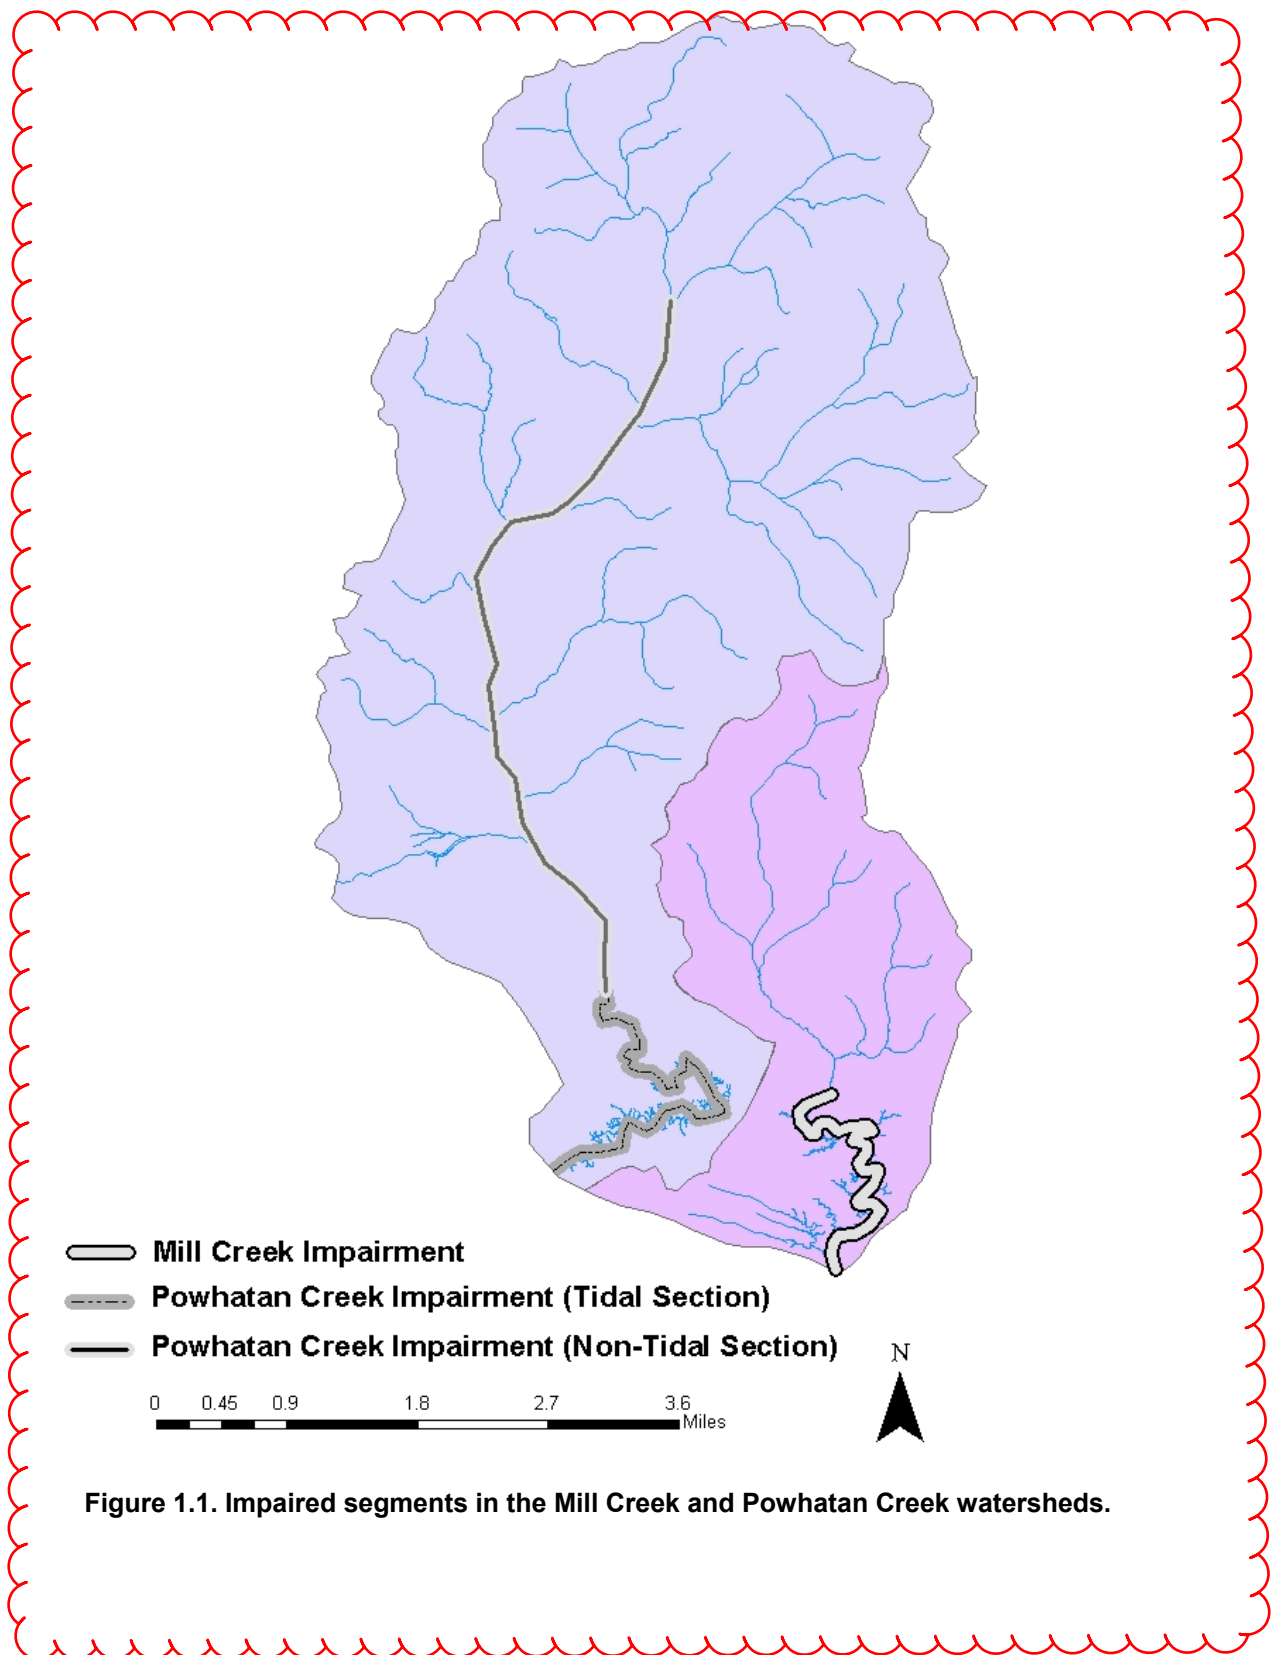 Mill Creek Impairment
Powhatan Creek Impairment (Tidal Section)
Powhatan Creek Impairment (Non-Tidal Section)
N
0 0.45 0.9 1.8 2.7 3.6
Miles
Figure 1.1. Impaired segments in the Mill Creek and Powhatan Creek watersheds.